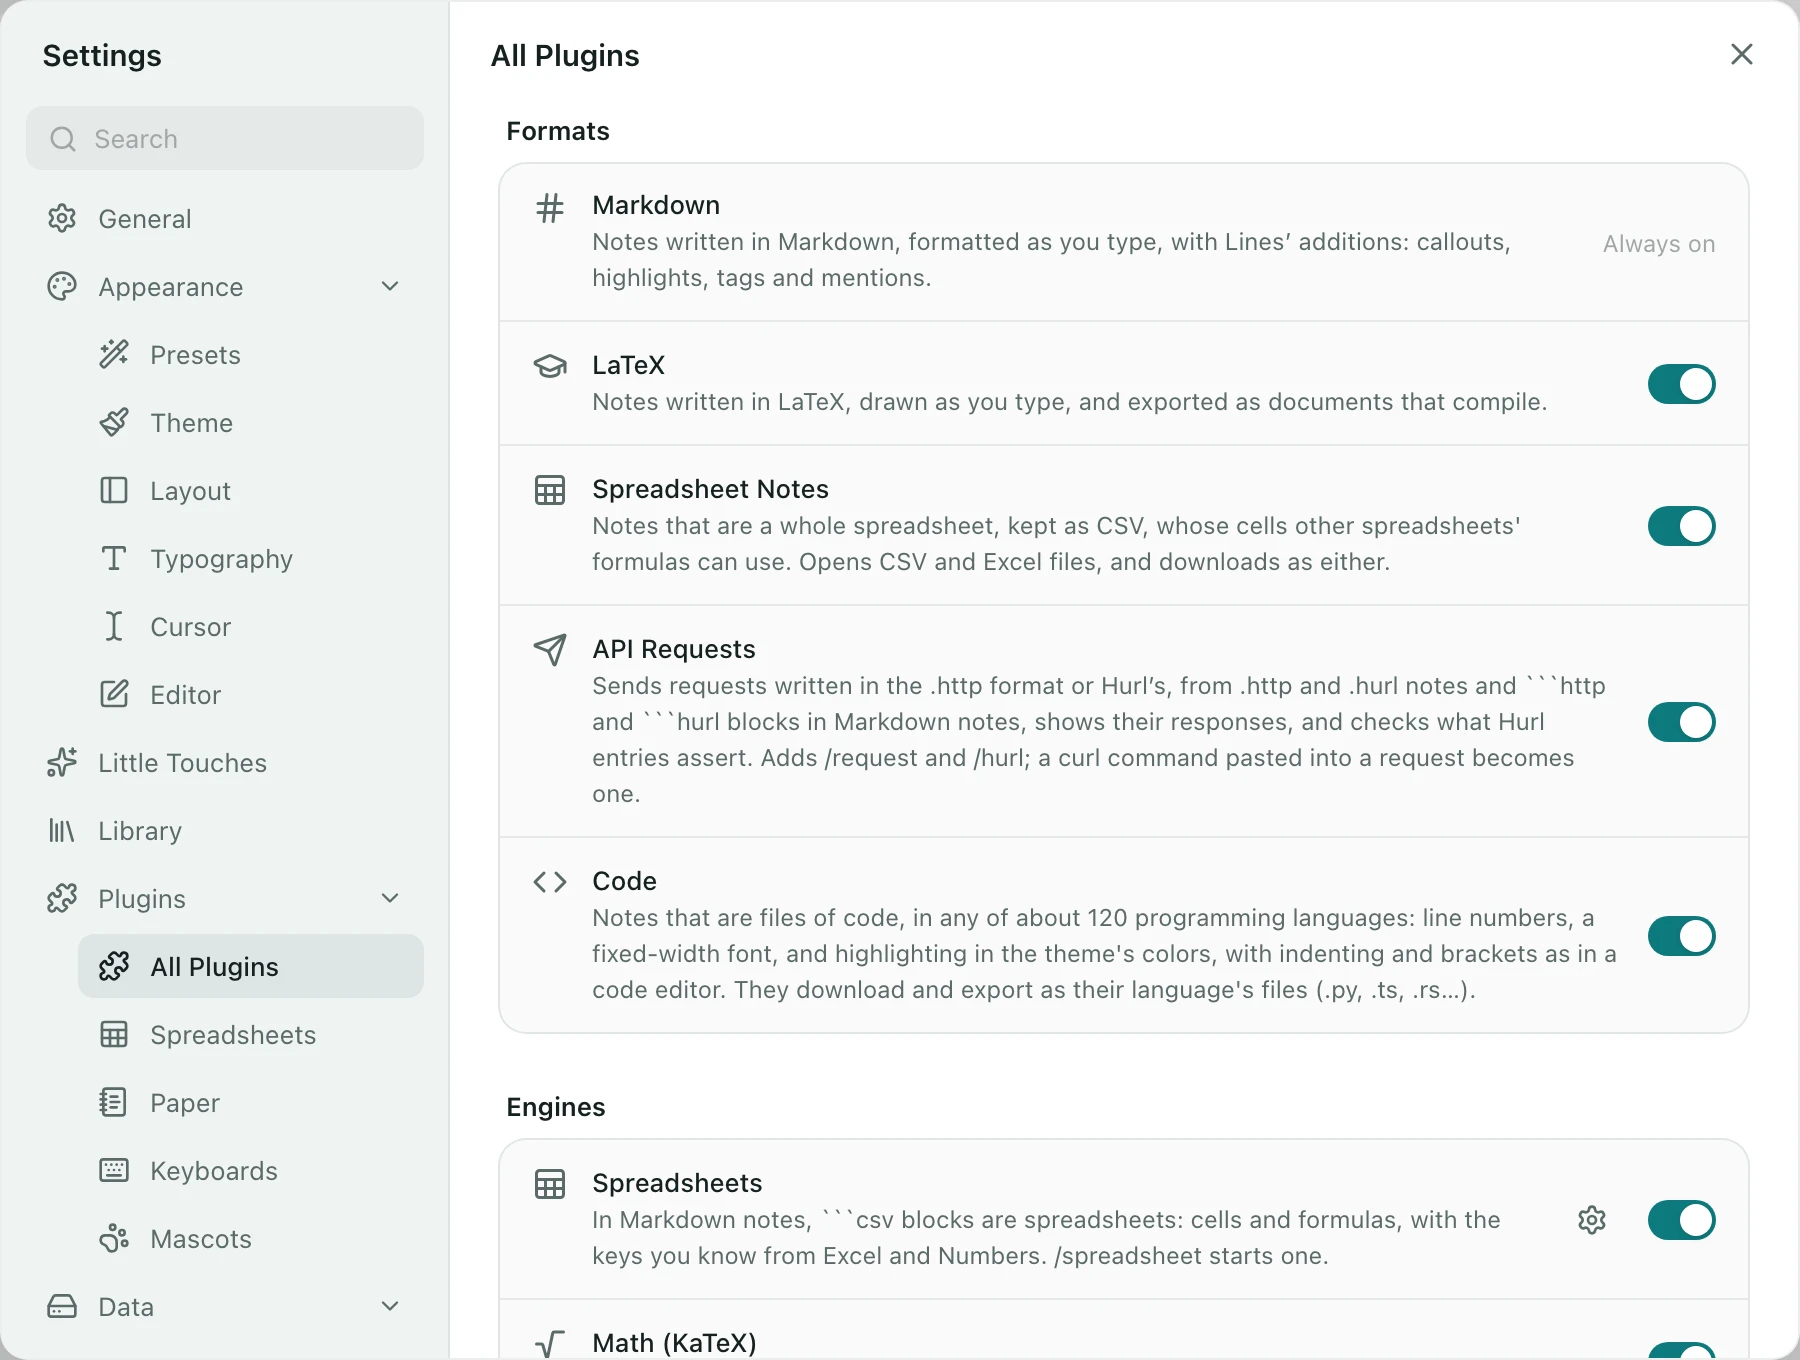 Settings
Search
General
Appearance
Presets
Theme
Layout
Typography
Cursor
Editor
Little Touches
Library
Plugins
All Plugins
Spreadsheets
Paper
Keyboards
Mascots
Data
All Plugins
Formats
Markdown
Notes written in Markdown, formatted as you type, with Lines’ additions: callouts,
highlights, tags and mentions.
Always on
LaTeX
Notes written in LaTeX, drawn as you type, and exported as documents that compile.
Spreadsheet Notes
Notes that are a whole spreadsheet, kept as CSV, whose cells other spreadsheets'
formulas can use. Opens CSV and Excel files, and downloads as either.
API Requests
Sends requests written in the .http format or Hurl’s, from .http and .hurl notes and ```http
and ```hurl blocks in Markdown notes, shows their responses, and checks what Hurl
entries assert. Adds /request and /hurl; a curl command pasted into a request becomes
one.
Code
Notes that are files of code, in any of about 120 programming languages: line numbers, a
fixed-width font, and highlighting in the theme's colors, with indenting and brackets as in a
code editor. They download and export as their language's files (.py, .ts, .rs…).
Engines
Spreadsheets
In Markdown notes, ```csv blocks are spreadsheets: cells and formulas, with the
keys you know from Excel and Numbers. /spreadsheet starts one.
Math (KaTeX)